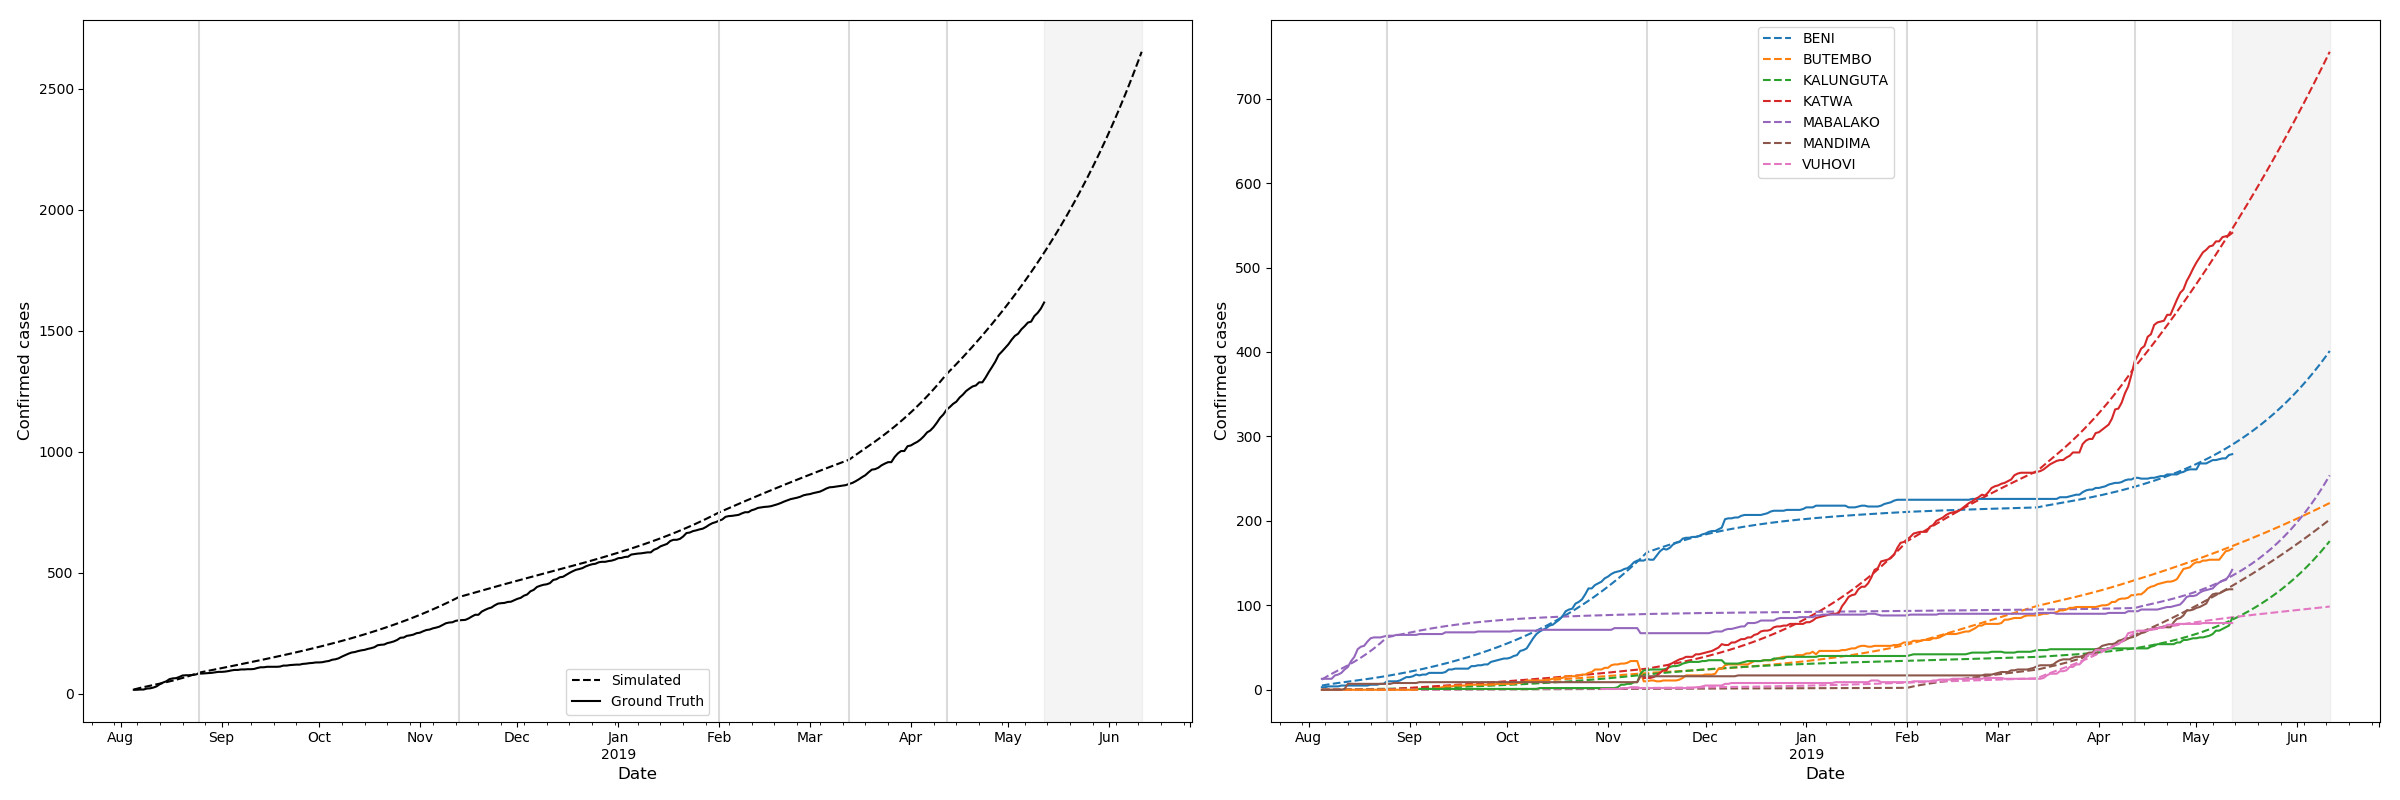 Confirmed cases
2500
2000
1500
1000
500
0
Simulated
Ground Truth
Aug Sep Oct Nov Dec Jan Feb Mar Apr May Jun
2019
Date
Confirmed cases
700
600
500
400
300
200
100
0
BENI
BUTEMBO
KALUNGUTA
KATWA
MABALAKO
MANDIMA
VUHOVI
Aug Sep Oct Nov Dec Jan Feb Mar Apr May Jun
2019
Date